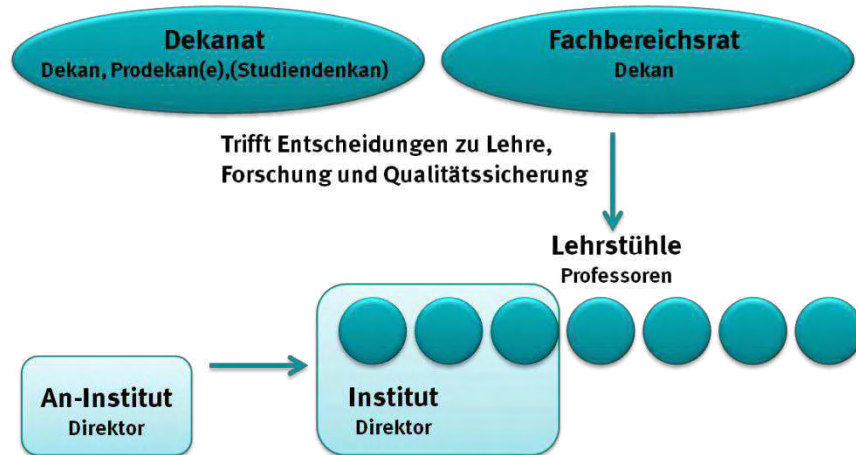 Dekanat
Dekan, Prodekan(e),(Studiendenkan)
Fachbereichsrat
Dekan
Trifft Entscheidungen zu Lehre,
Forschung und Qualitätssicherung
Lehrstühle
Professoren
An-Institut
Direktor
Institut
Direktor